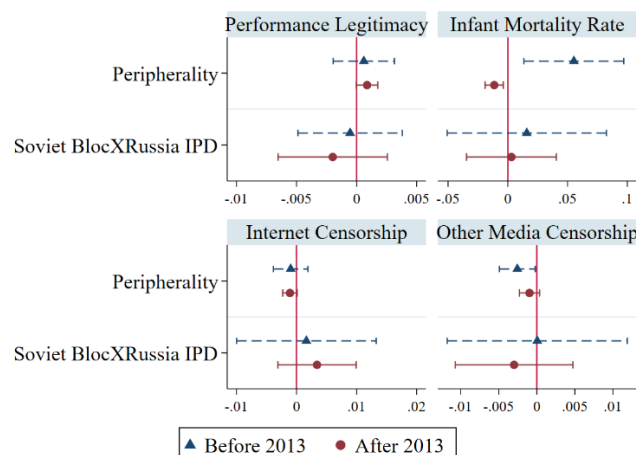 Performance Legitimacy Infant Mortality Rate
Peripherality
Soviet BlocXRussia IPD
-.01 -.005 0 .005 -.05 0 .05 .1
Internet Censorship Other Media Censorship
Peripherality
Soviet BlocXRussia IPD
-.01 0 .01 .02 -.01 -.005 0 .005 .01
Before 2013 After 2013